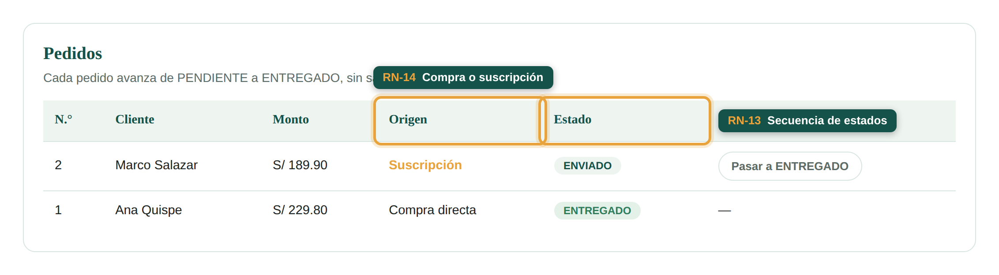 Pedidos
Cada pedido avanza de PENDIENTE a ENTREGADO, sin
RN-14 Compra o suscripción
N.° Cliente Monto Origen Estado RN-13 Secuencia de estados
2 Marco Salazar S/ 189.90 Suscripción ENVIADO Pasar a ENTREGADO
1 Ana Quispe S/ 229.80 Compra directa ENTREGADO —